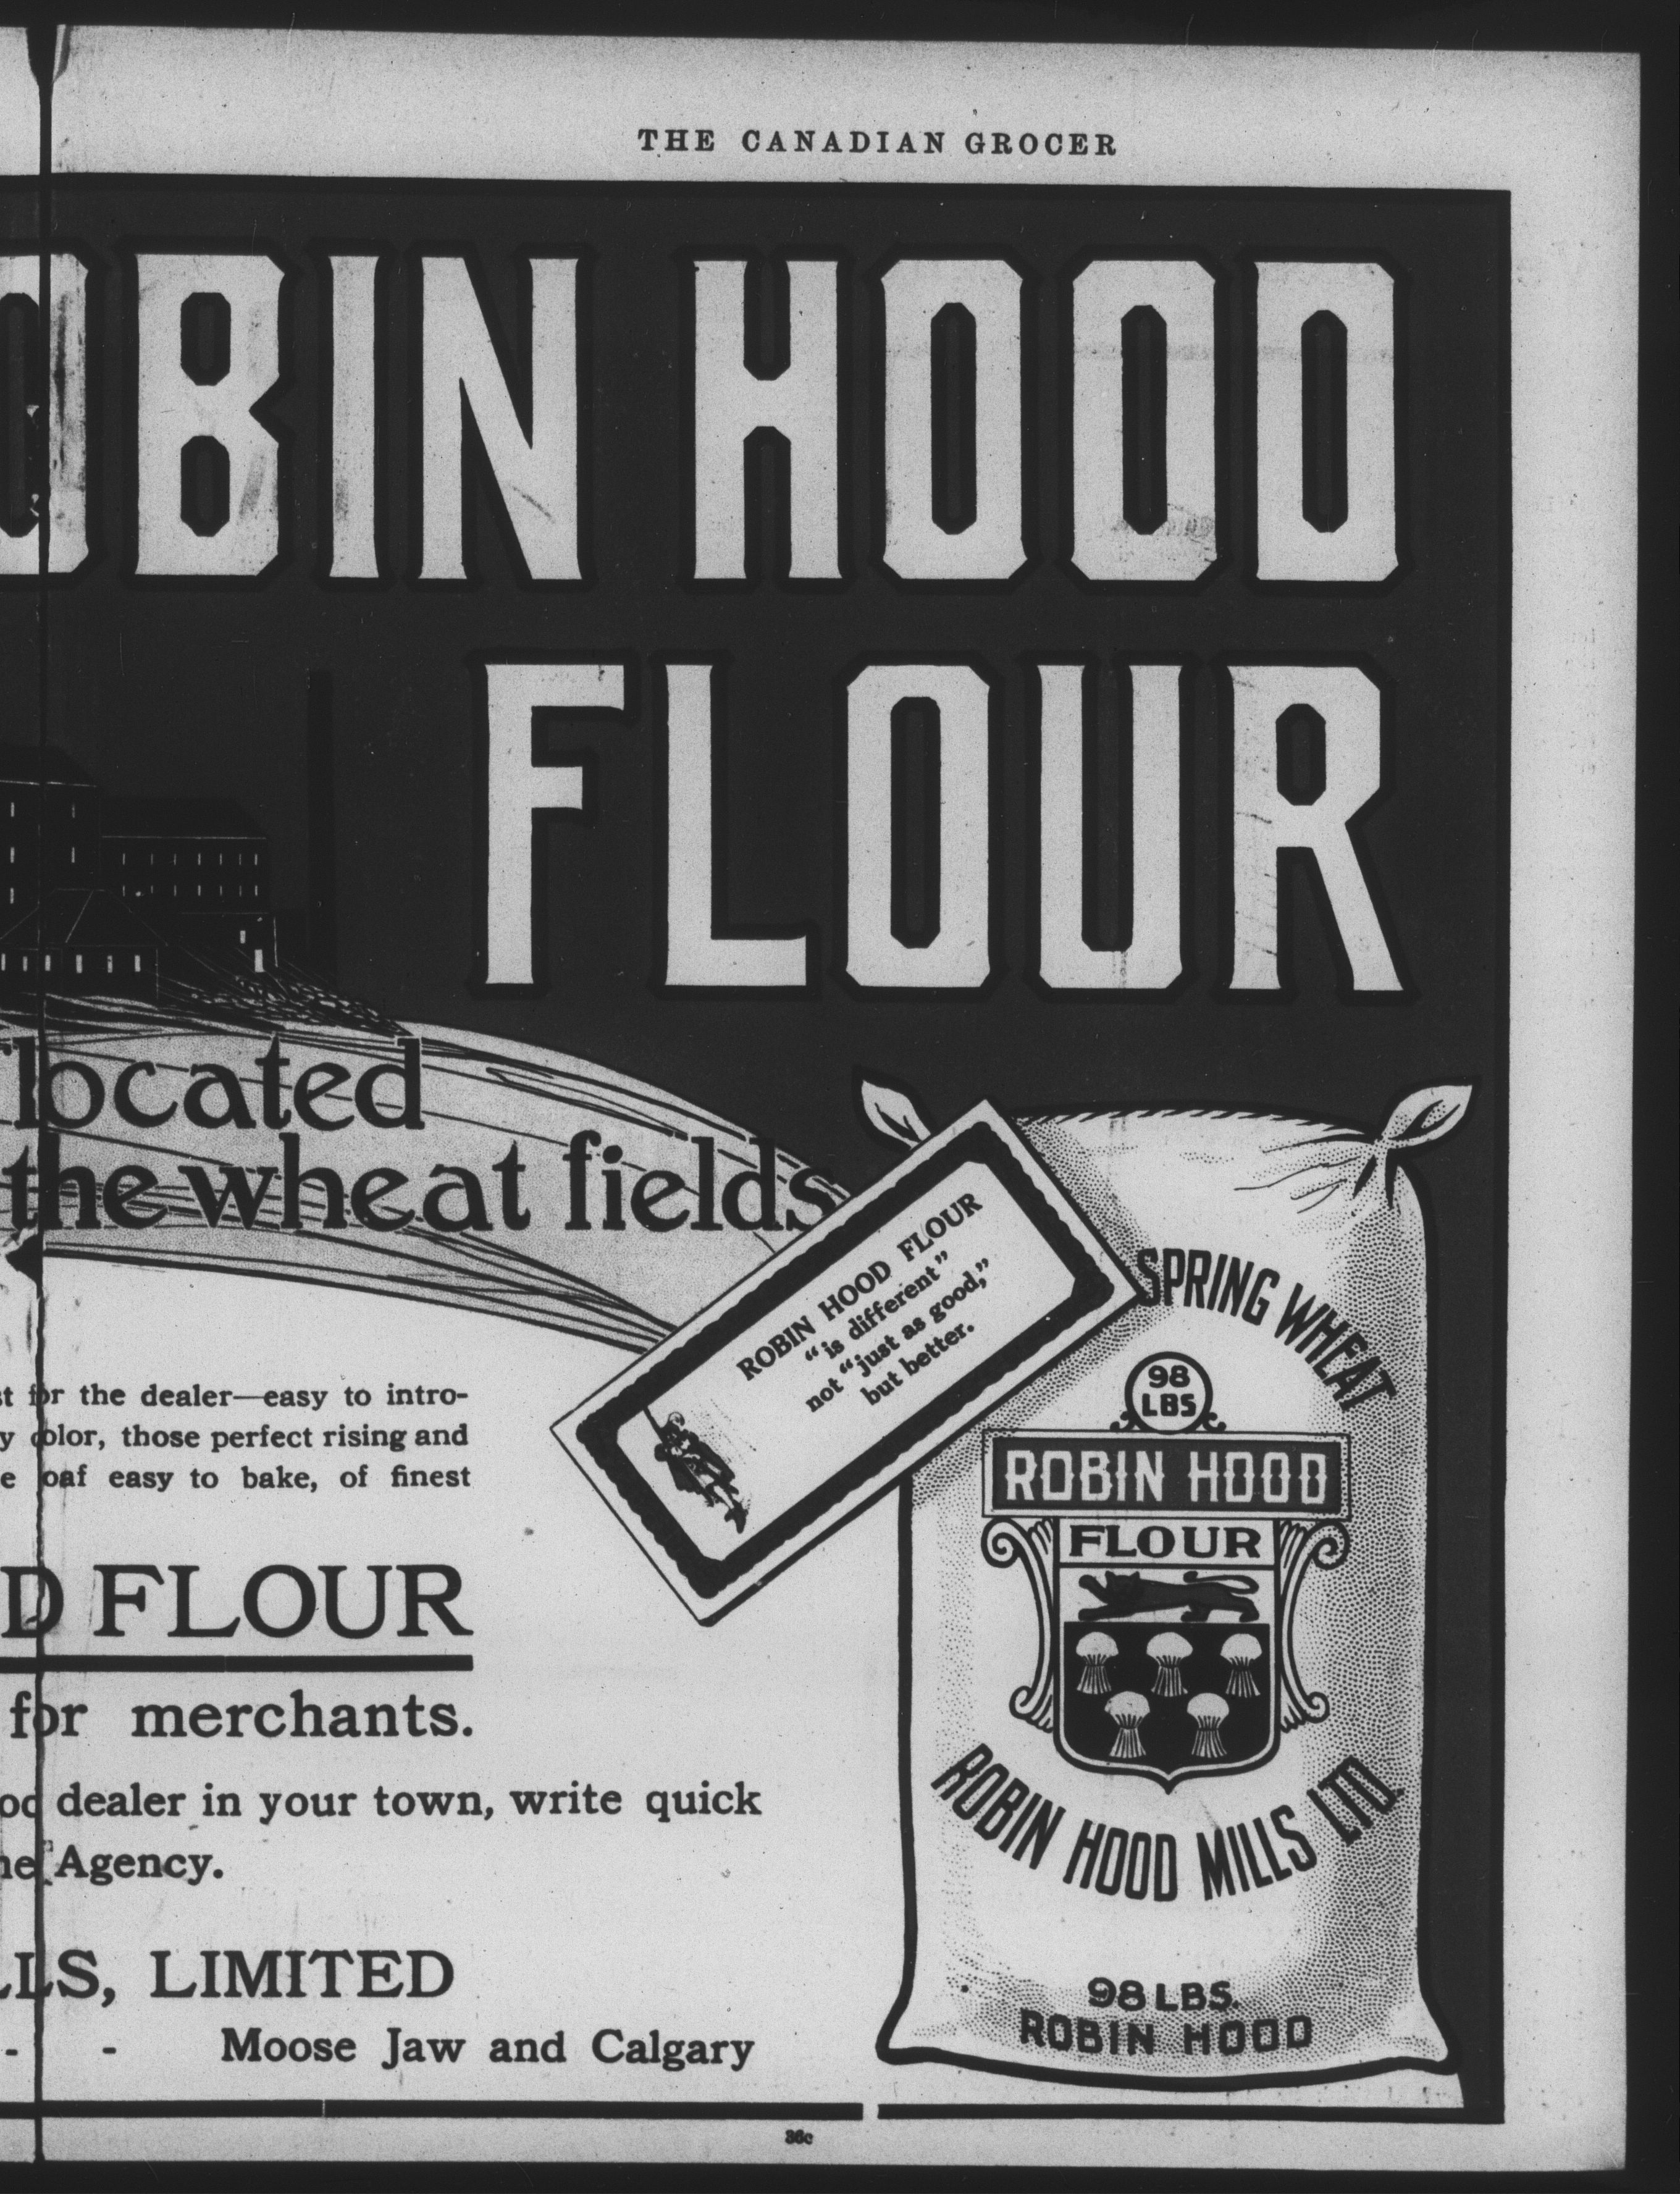 THE CANADIAN GROCER
OBIN HOOD
FLOUR
located
the wheat fields
ROBIN HOOD FLOUR
"is different"
not "just as good,"
but better.
SPRING WHEAT
98
LBS
ROBIN HOOD
FLOUR
ROBIN HOOD MILLS LTD.
98 LBS.
ROBIN HOOD
for the dealer—easy to intro-
color, those perfect rising and
loaf easy to bake, of finest
D FLOUR
for merchants.
dealer in your town, write quick
Agency.
LLS, LIMITED
- - Moose Jaw and Calgary
36c